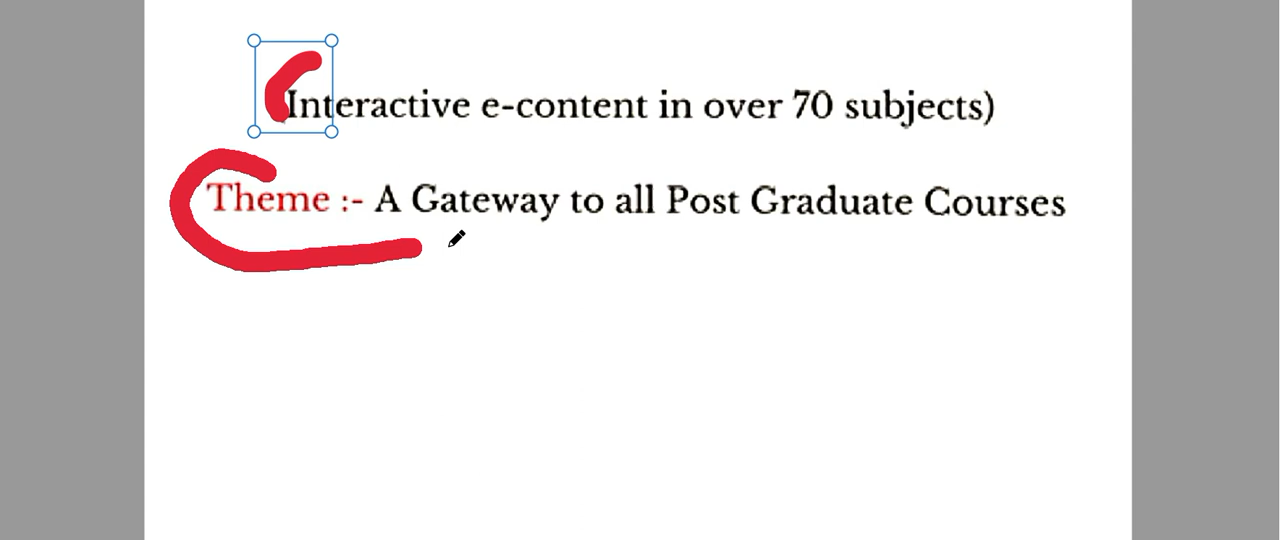 (Interactive e-content in over 70 subjects)
Theme :- A Gateway to all Post Graduate Courses